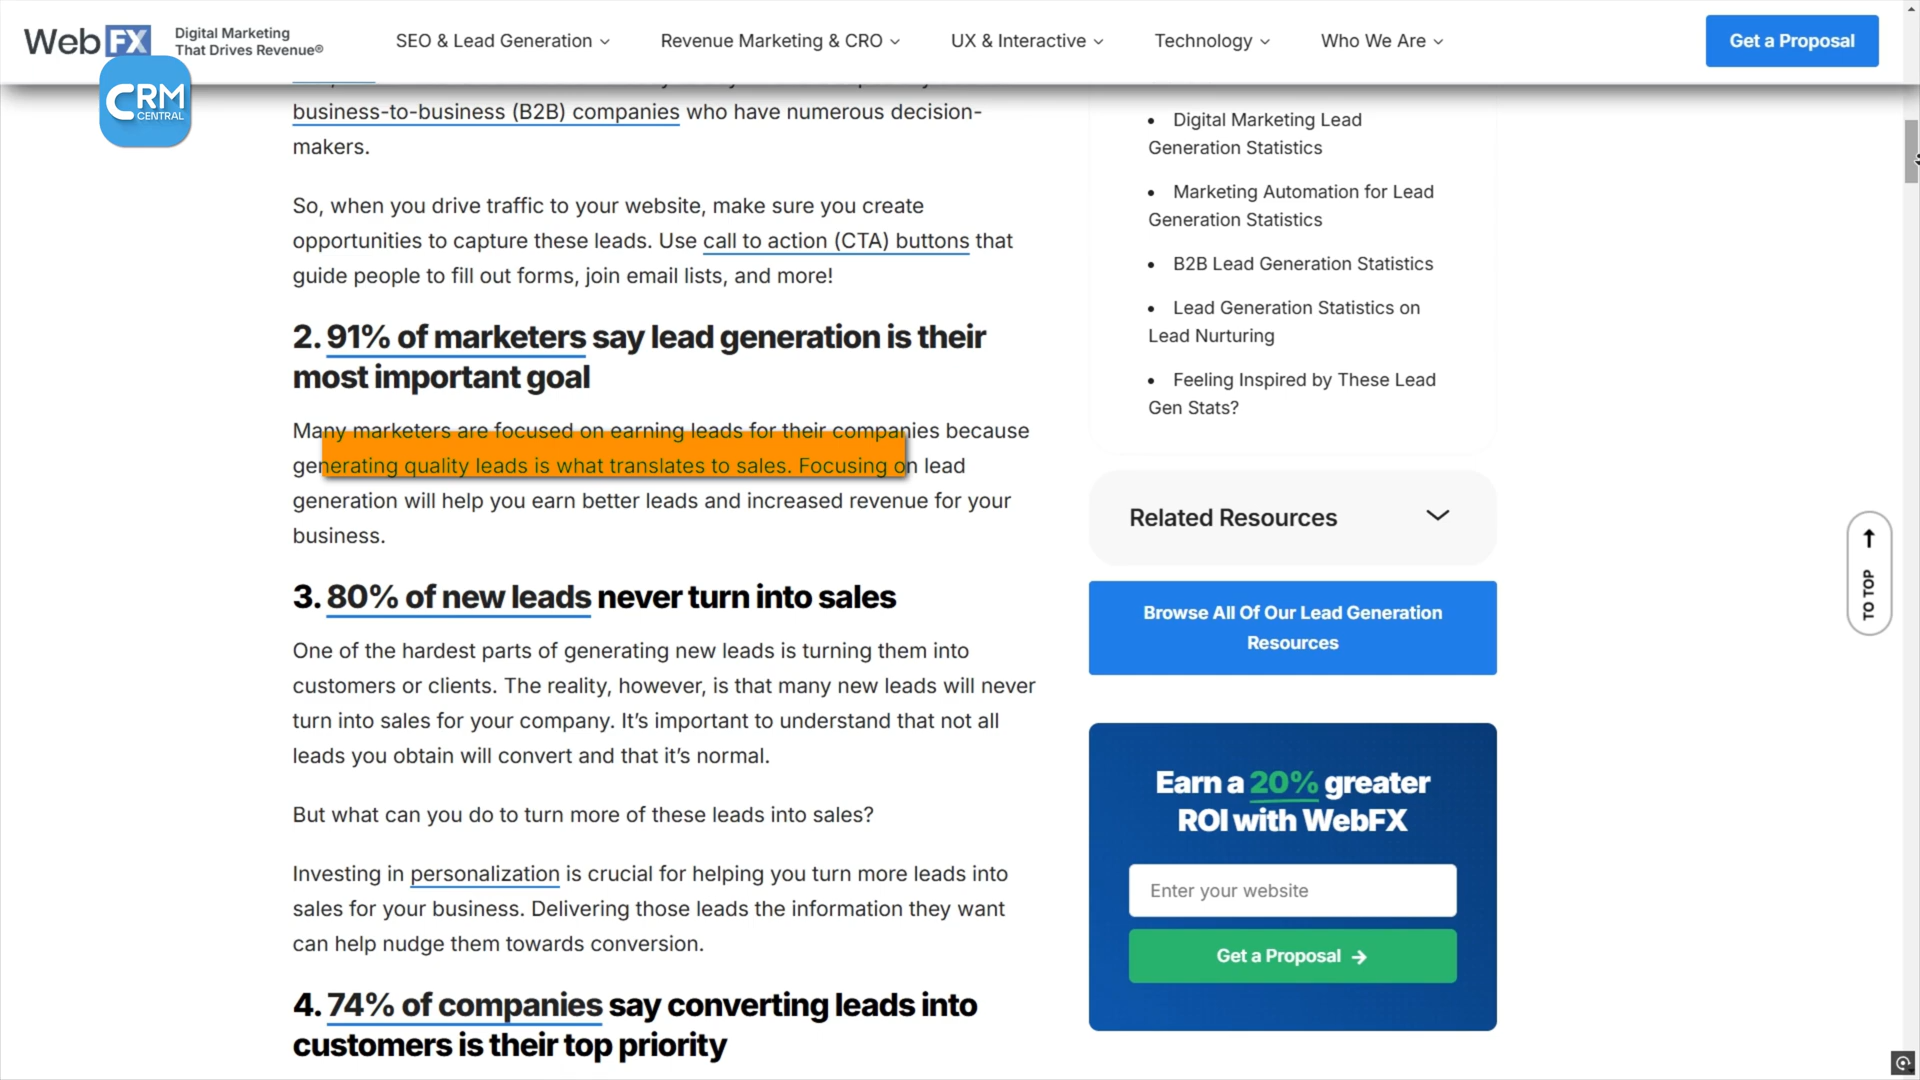 WebFX
Digital Marketing
That Drives Revenue®
SEO & Lead Generation
Revenue Marketing & CRO
UX & Interactive
Technology
Who We Are
Get a Proposal
CRM
CENTRAL
business-to-business (B2B) companies who have numerous decision-
makers.
So, when you drive traffic to your website, make sure you create
opportunities to capture these leads. Use call to action (CTA) buttons that
guide people to fill out forms, join email lists, and more!
2. 91% of marketers say lead generation is their
most important goal
Many marketers are focused on earning leads for their companies because
generating quality leads is what translates to sales. Focusing on lead
generation will help you earn better leads and increased revenue for your
business.
3. 80% of new leads never turn into sales
One of the hardest parts of generating new leads is turning them into
customers or clients. The reality, however, is that many new leads will never
turn into sales for your company. It's important to understand that not all
leads you obtain will convert and that it's normal.
But what can you do to turn more of these leads into sales?
Investing in personalization is crucial for helping you turn more leads into
sales for your business. Delivering those leads the information they want
can help nudge them towards conversion.
4. 74% of companies say converting leads into
customers is their top priority
• Digital Marketing Lead
Generation Statistics
• Marketing Automation for Lead
Generation Statistics
• B2B Lead Generation Statistics
• Lead Generation Statistics on
Lead Nurturing
• Feeling Inspired by These Lead
Gen Stats?
Related Resources
Browse All Of Our Lead Generation
Resources
Earn a 20% greater
ROI with WebFX
Enter your website
Get a Proposal →
TO TOP